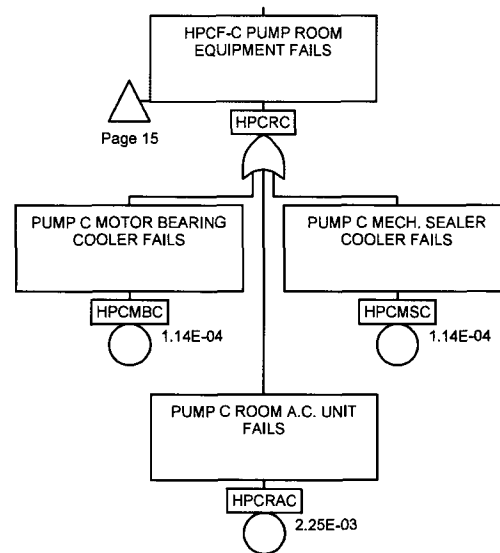 HPCF-C PUMP ROOM
EQUIPMENT FAILS
Page 15
HPCRC
PUMP C MOTOR BEARING
COOLER FAILS
PUMP C MECH. SEALER
COOLER FAILS
HPCMBC
1.14E-04
HPCMSC
1.14E-04
PUMP C ROOM A.C. UNIT
FAILS
HPCRAC
2.25E-03